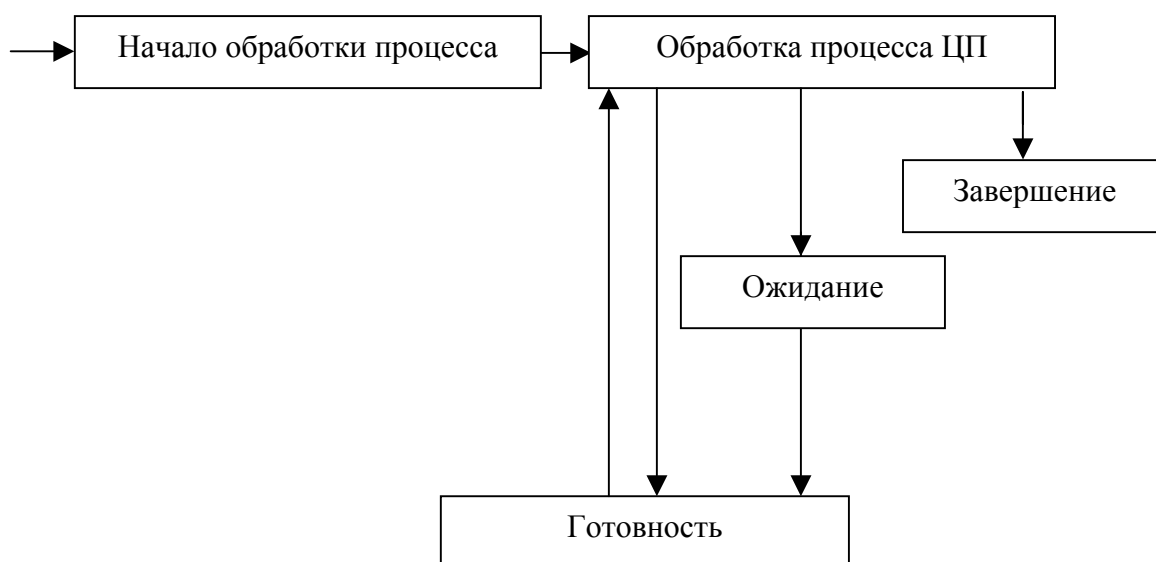 Начало обработки процесса
Обработка процесса ЦП
Завершение
Ожидание
Готовность